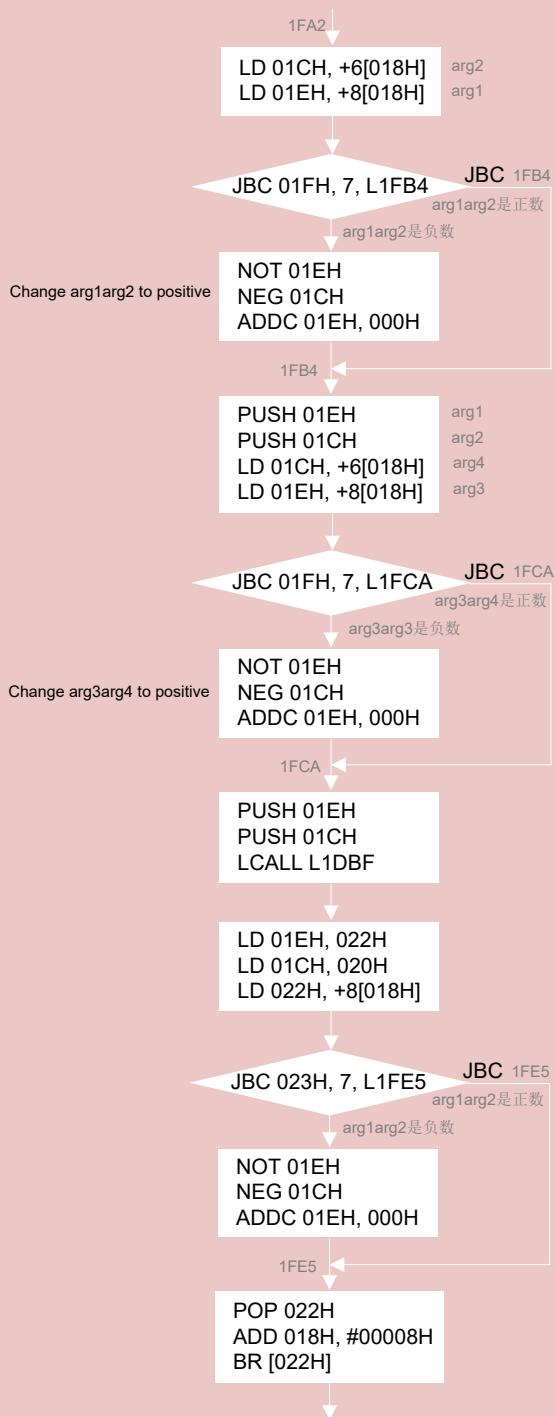 1FA2
LD 01CH, +6[018H] arg2
LD 01EH, +8[018H] arg1
JBC 01FH, 7, L1FB4
JBC 1FB4
arg1arg2是正数
arg1arg2是负数
Change arg1arg2 to positive
NOT 01EH
NEG 01CH
ADDC 01EH, 000H
1FB4
PUSH 01EH arg1
PUSH 01CH arg2
LD 01CH, +6[018H] arg4
LD 01EH, +8[018H] arg3
JBC 01FH, 7, L1FCA
JBC 1FCA
arg3arg4是正数
arg3arg3是负数
Change arg3arg4 to positive
NOT 01EH
NEG 01CH
ADDC 01EH, 000H
1FCA
PUSH 01EH
PUSH 01CH
LCALL L1DBF
LD 01EH, 022H
LD 01CH, 020H
LD 022H, +8[018H]
JBC 023H, 7, L1FE5
JBC 1FE5
arg1arg2是正数
arg1arg2是负数
NOT 01EH
NEG 01CH
ADDC 01EH, 000H
1FE5
POP 022H
ADD 018H, #00008H
BR [022H]